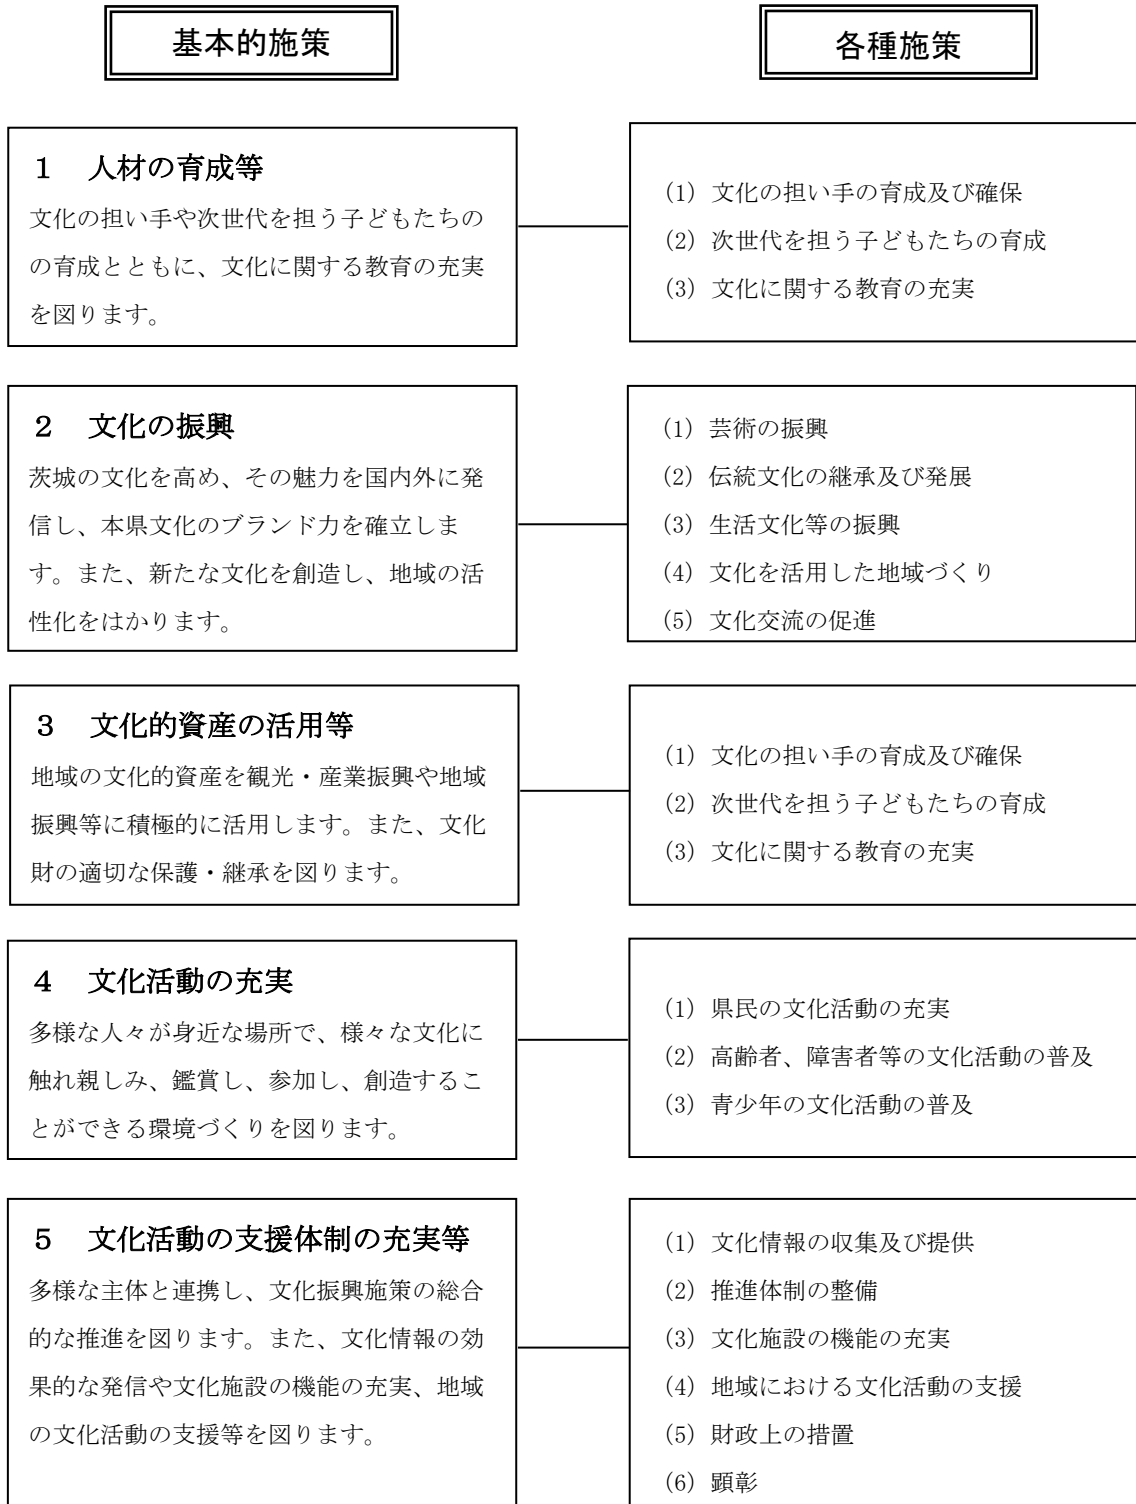 基本的施策
各種施策
１　人材の育成等
文化の担い手や次世代を担う子どもたちの
の育成とともに、文化に関する教育の充実
を図ります。
(1) 文化の担い手の育成及び確保
(2) 次世代を担う子どもたちの育成
(3) 文化に関する教育の充実
２　文化の振興
茨城の文化を高め、その魅力を国内外に発
信し、本県文化のブランド力を確立しま
す。また、新たな文化を創造し、地域の活
性化をはかります。
(1) 芸術の振興
(2) 伝統文化の継承及び発展
(3) 生活文化等の振興
(4) 文化を活用した地域づくり
(5) 文化交流の促進
３　文化的資産の活用等
地域の文化的資産を観光・産業振興や地域
振興等に積極的に活用します。また、文化
財の適切な保護・継承を図ります。
(1) 文化の担い手の育成及び確保
(2) 次世代を担う子どもたちの育成
(3) 文化に関する教育の充実
４　文化活動の充実
多様な人々が身近な場所で、様々な文化に
触れ親しみ、鑑賞し、参加し、創造するこ
とができる環境づくりを図ります。
(1) 県民の文化活動の充実
(2) 高齢者、障害者等の文化活動の普及
(3) 青少年の文化活動の普及
５　文化活動の支援体制の充実等
多様な主体と連携し、文化振興施策の総合
的な推進を図ります。また、文化情報の効
果的な発信や文化施設の機能の充実、地域
の文化活動の支援等を図ります。
(1) 文化情報の収集及び提供
(2) 推進体制の整備
(3) 文化施設の機能の充実
(4) 地域における文化活動の支援
(5) 財政上の措置
(6) 顕彰